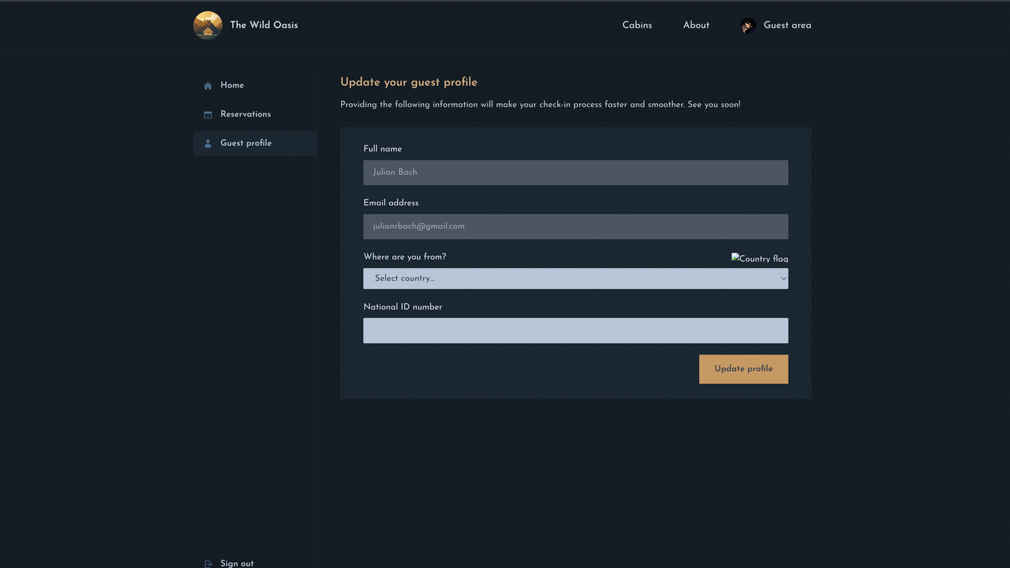 The Wild Oasis
Cabins
About
Guest area
Home
Reservations
Guest profile
Update your guest profile
Providing the following information will make your check-in process faster and smoother. See you soon!
Full name
Julian Bach
Email address
julianrbach@gmail.com
Where are you from?
Country flag
Select country...
National ID number
Update profile
Sign out